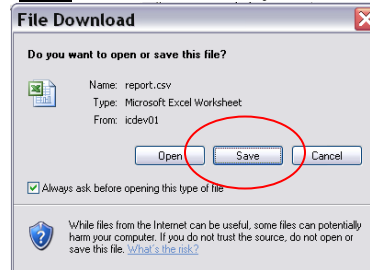 File Download
Do you want to open or save this file?
Name: report.csv
Type: Microsoft Excel Worksheet
From: icdev01
Open Save Cancel
Always ask before opening this type of file
While files from the Internet can be useful, some files can potentially
harm your computer. If you do not trust the source, do not open or
save this file. What's the risk?